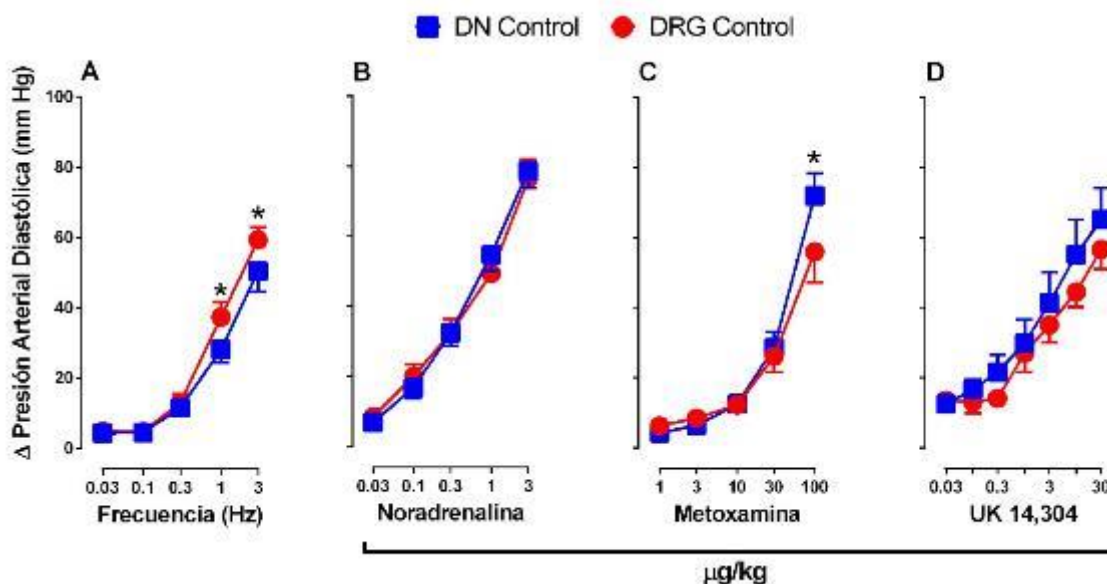 DN Control DRG Control
A B C D
Δ Presión Arterial Diastólica (mm Hg)
100
80
60
40
20
0
* *
*
0.03 0.1 0.3 1 3
Frecuencia (Hz)
0.03 0.1 0.3 1 3
Noradrenalina
1 3 10 30 100
Metoxamina
0.03 0.3 3 30
UK 14,304
µg/kg